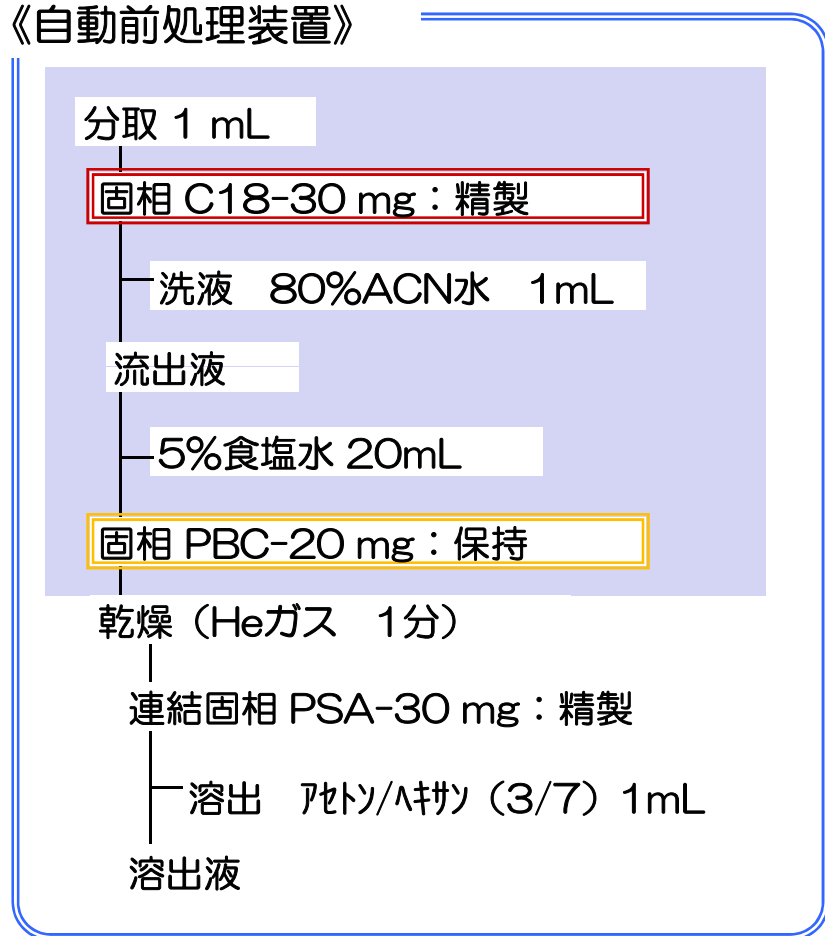 《自動前処理装置》
分取 1 mL
固相 C18-30 mg：精製
洗液　80%ACN水　1mL
流出液
5%食塩水 20mL
固相 PBC-20 mg：保持
乾燥（Heガス　1分）
連結固相 PSA-30 mg：精製
溶出　ｱｾﾄﾝ/ﾍｷｻﾝ（3/7）1mL
溶出液